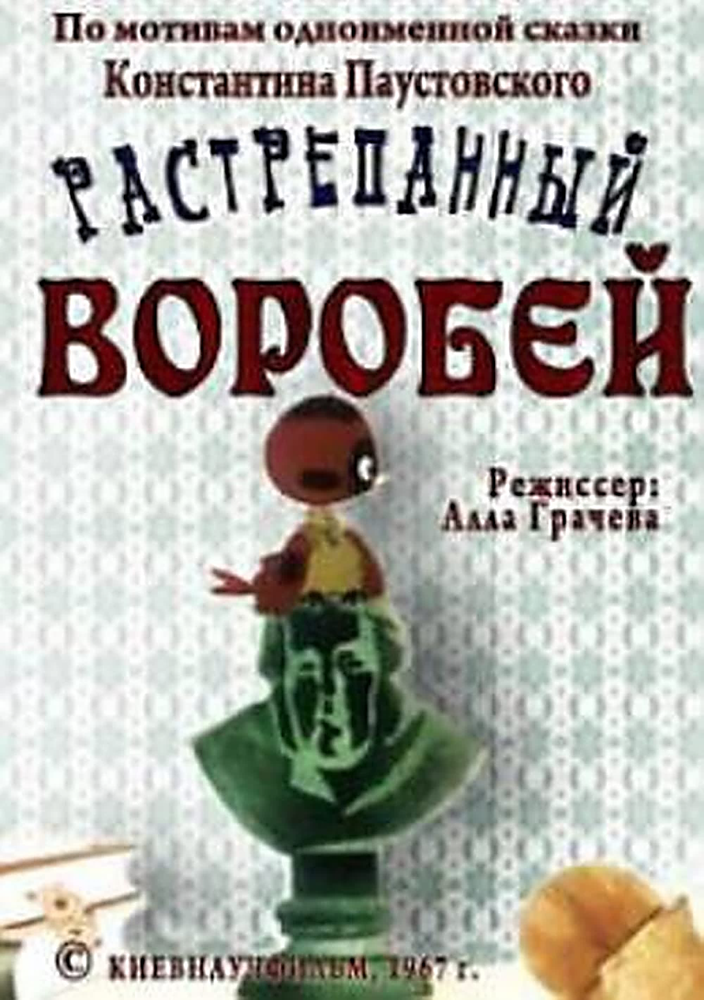 По мотивам одноименной сказки
Константина Паустовского
РАСТРЕПАННЫЙ
ВОРОБЕЙ
Режиссер:
Алла Грачева
© КИЕВНАУЧФИЛЬМ, 1967 г.